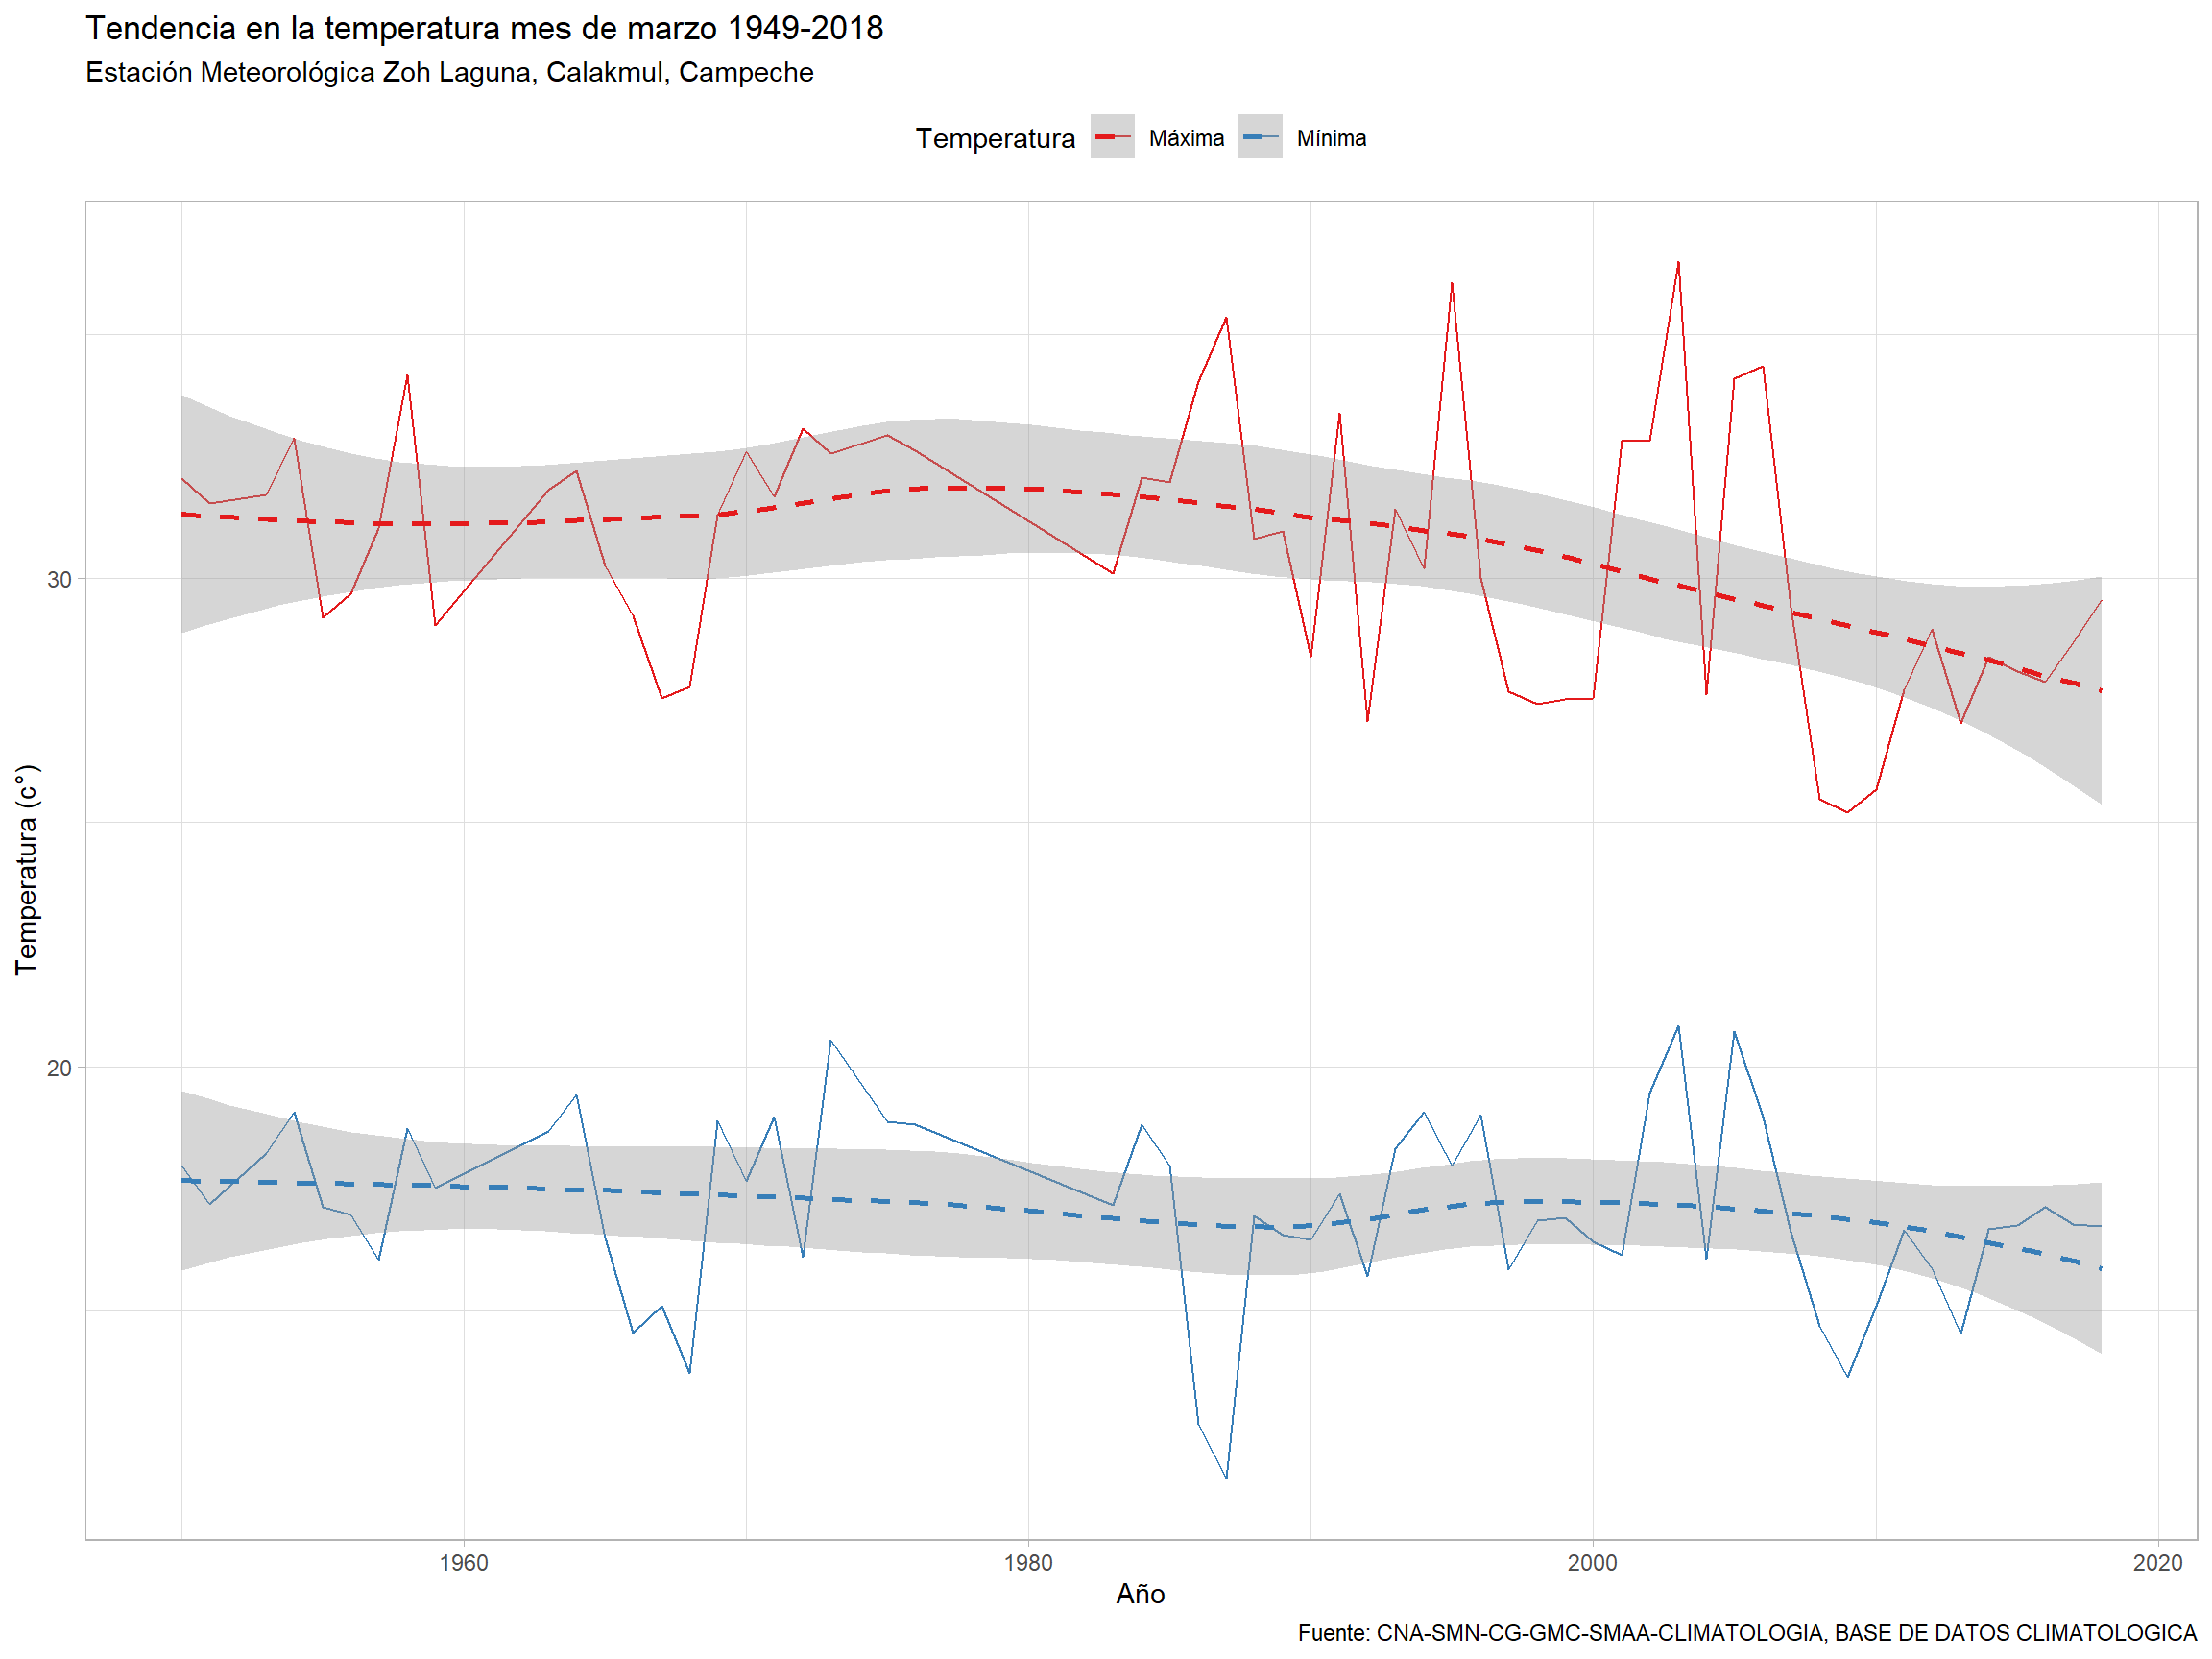 Tendencia en la temperatura mes de marzo 1949-2018
Estación Meteorológica Zoh Laguna, Calakmul, Campeche
Temperatura Máxima Mínima
30
20
Temperatura (c°)
1960 1980 2000 2020
Año
Fuente: CNA-SMN-CG-GMC-SMAA-CLIMATOLOGIA, BASE DE DATOS CLIMATOLOGICA